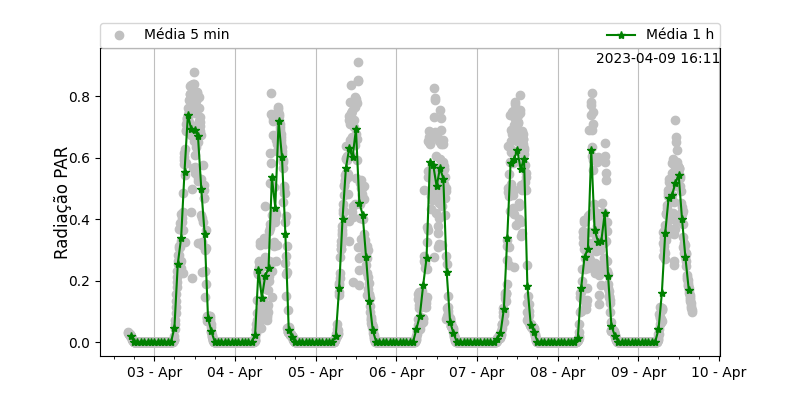 Média 5 min Média 1 h
2023-04-09 16:11
Radiação PAR
0.8
0.6
0.4
0.2
0.0
03 - Apr 04 - Apr 05 - Apr 06 - Apr 07 - Apr 08 - Apr 09 - Apr 10 - Apr